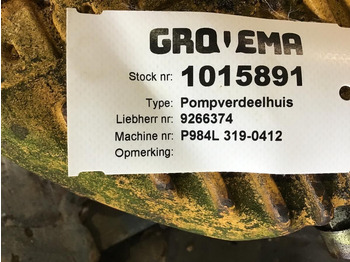 GROVEMA
Stock nr: 1015891
Type: Pompverdeelhuis
Liebherr nr: 9266374
Machine nr: P984L 319-0412
Opmerking: